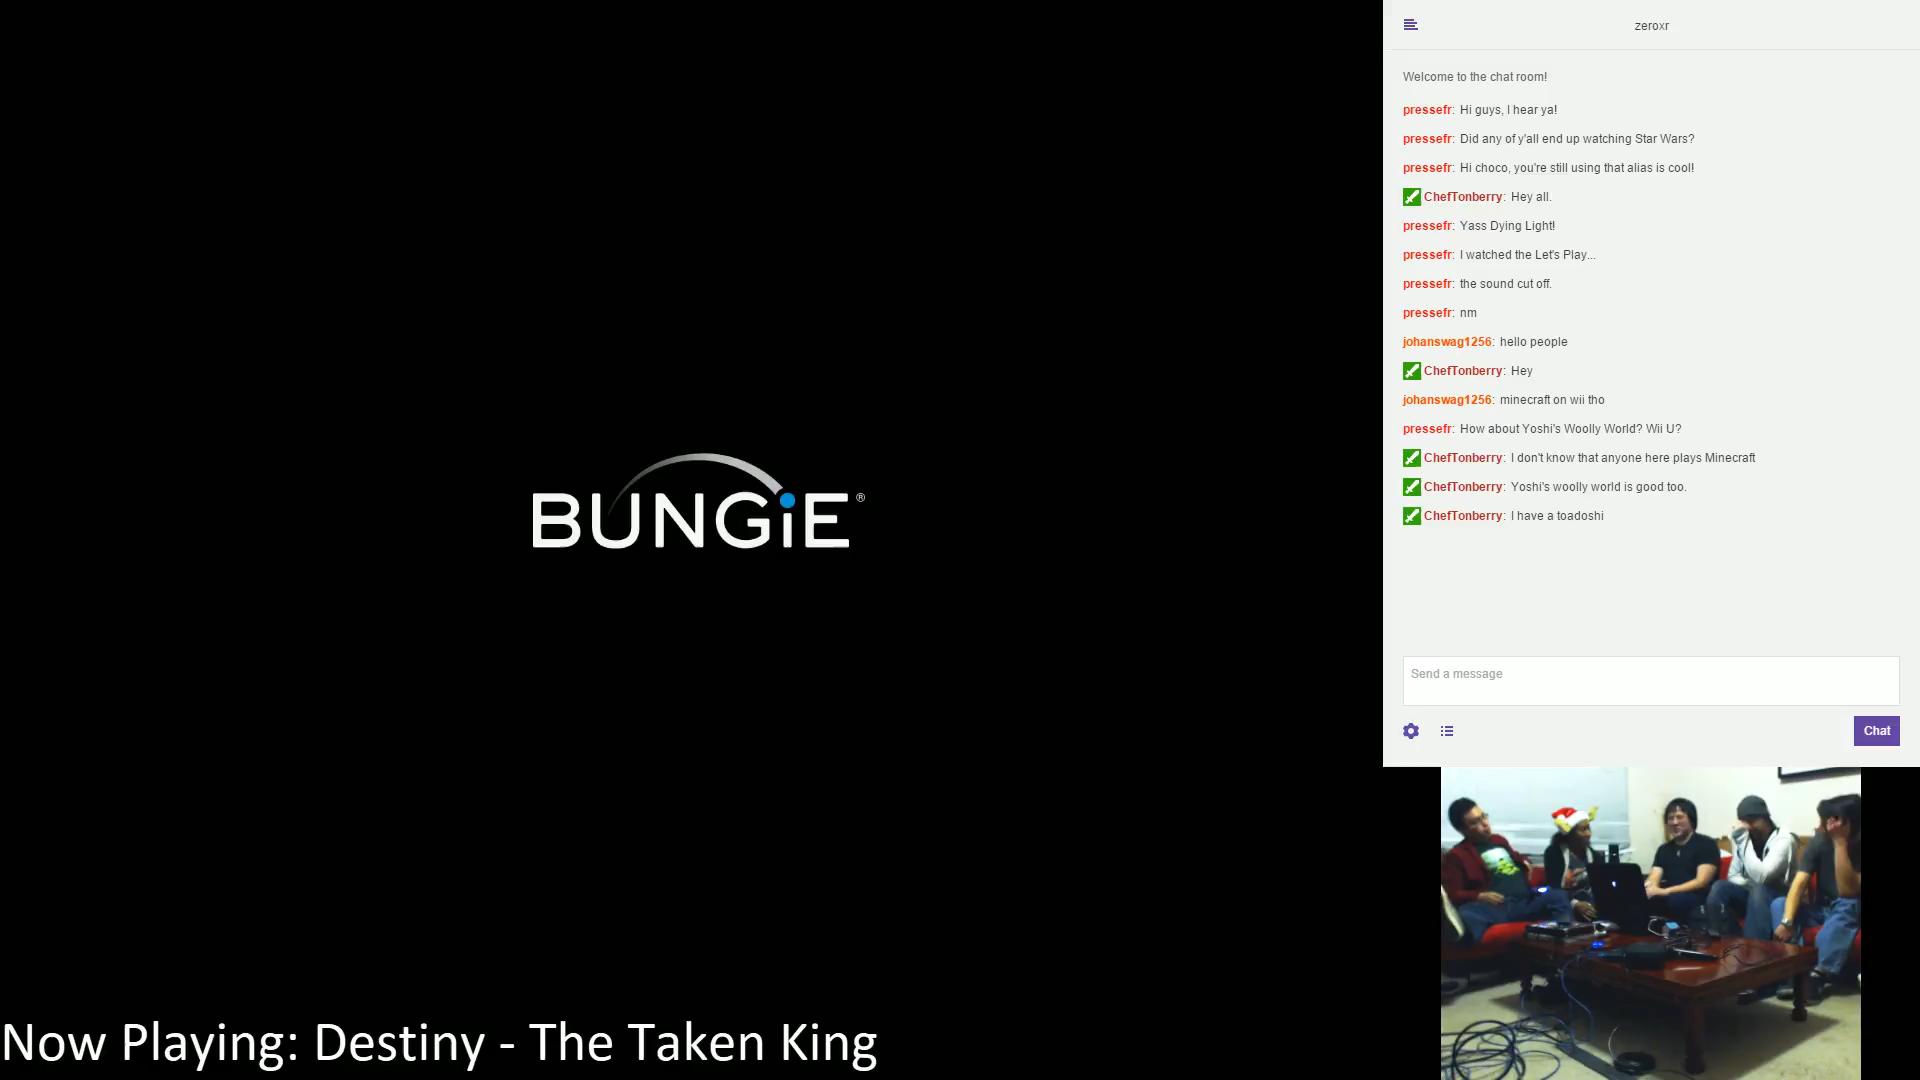 BUNGiE®
Now Playing: Destiny - The Taken King
zeroxr
Welcome to the chat room!
pressefr: Hi guys, I hear ya!
pressefr: Did any of y'all end up watching Star Wars?
pressefr: Hi choco, you're still using that alias is cool!
ChefTonberry: Hey all.
pressefr: Yass Dying Light!
pressefr: I watched the Let's Play...
pressefr: the sound cut off.
pressefr: nm
johanswag1256: hello people
ChefTonberry: Hey
johanswag1256: minecraft on wii tho
pressefr: How about Yoshi's Woolly World? Wii U?
ChefTonberry: I don't know that anyone here plays Minecraft
ChefTonberry: Yoshi's woolly world is good too.
ChefTonberry: I have a toadoshi
Send a message
Chat